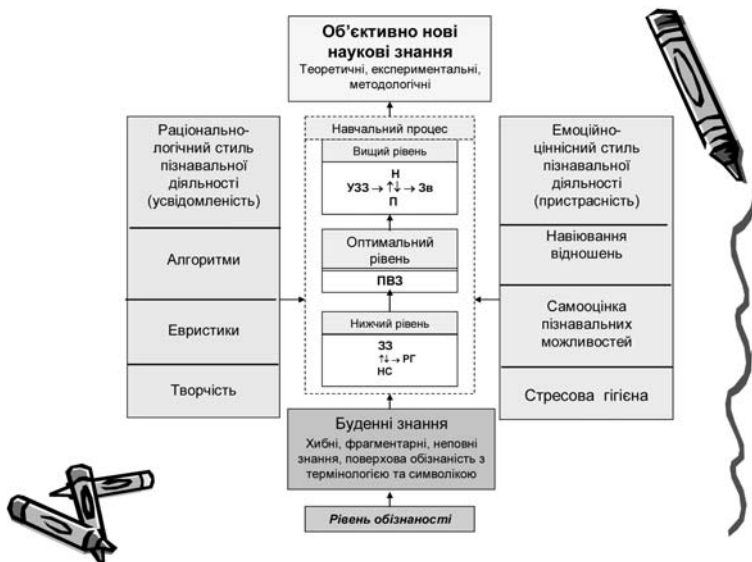 Об'єктивно нові
наукові знання
Теоретичні, експериментальні,
методологічні
Раціонально-
логічний стиль
пізнавальної
діяльності
(усвідомленість)
Алгоритми
Евристики
Творчість
Навчальний процес
Вищий рівень
Н
УЗЗ → ↑↓ → Зв
П
Оптимальний
рівень
ПВЗ
Нижчий рівень
ЗЗ
↑↓ → РГ
НС
Емоційно-
ціннісний стиль
пізнавальної
діяльності
(пристрасність)
Навіювання
відношень
Самооцінка
пізнавальних
можливостей
Стресова гігієна
Буденні знання
Хибні, фрагментарні, неповні
знання, поверхова обізнаність з
термінологією та символікою
Рівень обізнаності